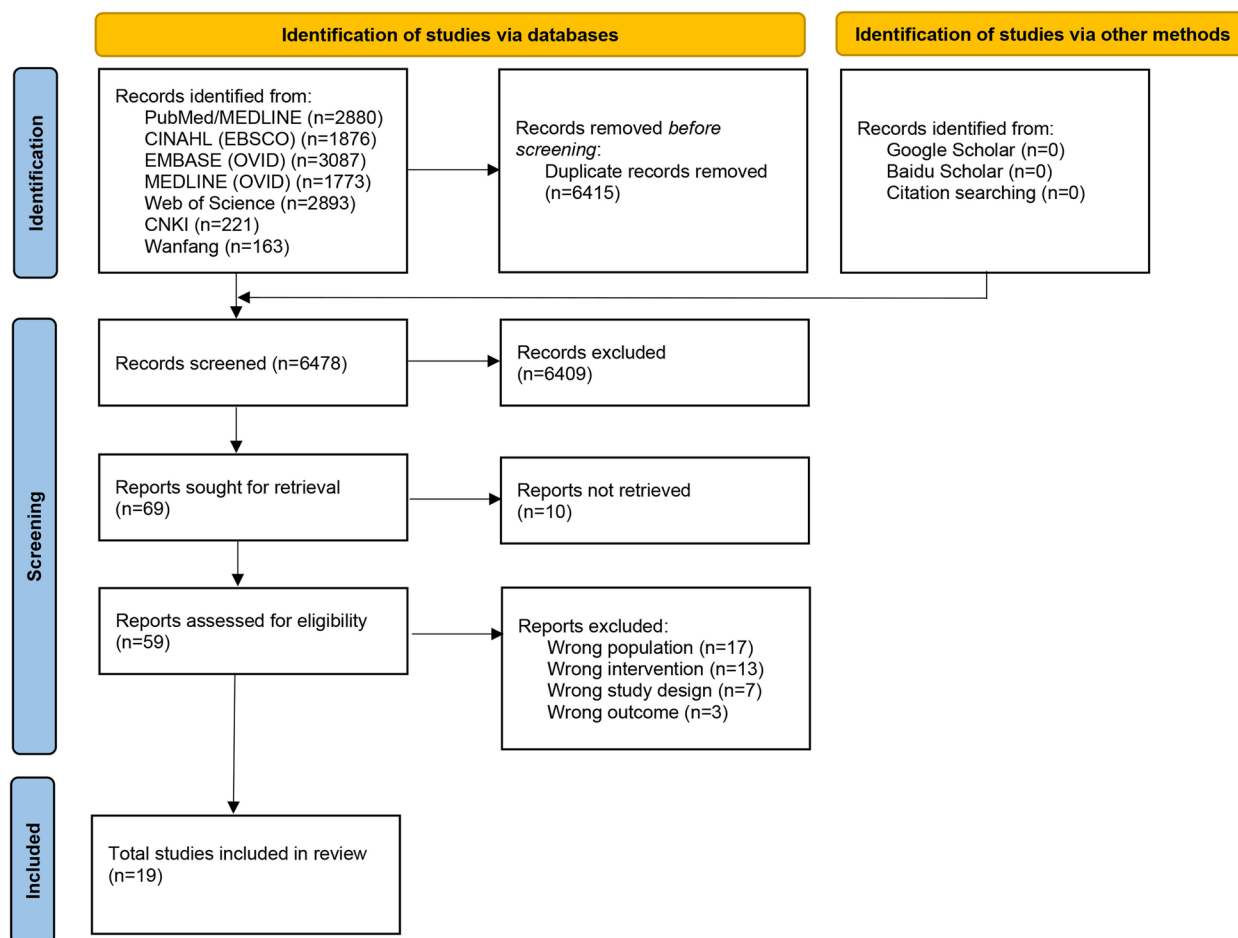 Identification of studies via databases
Identification of studies via other methods
Identification
Records identified from:
PubMed/MEDLINE (n=2880)
CINAHL (EBSCO) (n=1876)
EMBASE (OVID) (n=3087)
MEDLINE (OVID) (n=1773)
Web of Science (n=2893)
CNKI (n=221)
Wanfang (n=163)
Records removed before
screening:
Duplicate records removed
(n=6415)
Records identified from:
Google Scholar (n=0)
Baidu Scholar (n=0)
Citation searching (n=0)
Screening
Records screened (n=6478)
Records excluded
(n=6409)
Reports sought for retrieval
(n=69)
Reports not retrieved
(n=10)
Reports assessed for eligibility
(n=59)
Reports excluded:
Wrong population (n=17)
Wrong intervention (n=13)
Wrong study design (n=7)
Wrong outcome (n=3)
Included
Total studies included in review
(n=19)